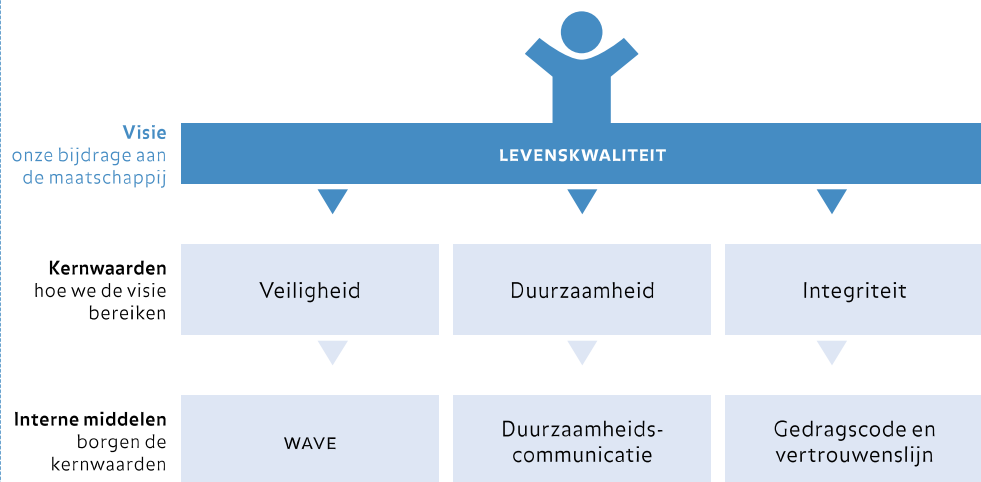 Visie
onze bijdrage aan
de maatschappij
LEVENSKWALITEIT
Kernwaarden
hoe we de visie
bereiken
Veiligheid
Duurzaamheid
Integriteit
Interne middelen
borgen de
kernwaarden
WAVE
Duurzaamheids-
communicatie
Gedragscode en
vertrouwenslijn